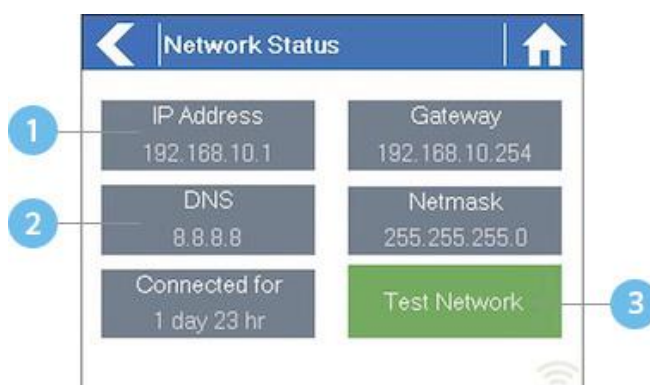 Network Status
IP Address
192.168.10.1
Gateway
192.168.10.254
1
DNS
8.8.8.8
Netmask
255.255.255.0
2
Connected for
1 day 23 hr
Test Network
3